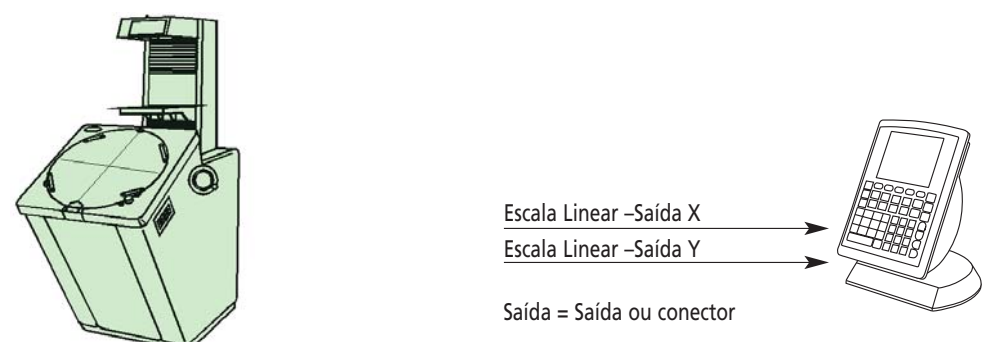 Escala Linear –Saída X
Escala Linear –Saída Y
Saída = Saída ou conector